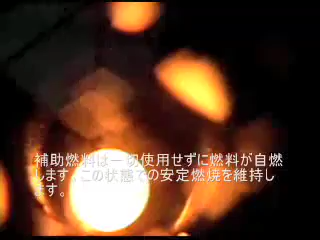 補助燃料は一切使用せずに燃料が自燃
します。この状態での安定燃焼を維持し
ます。